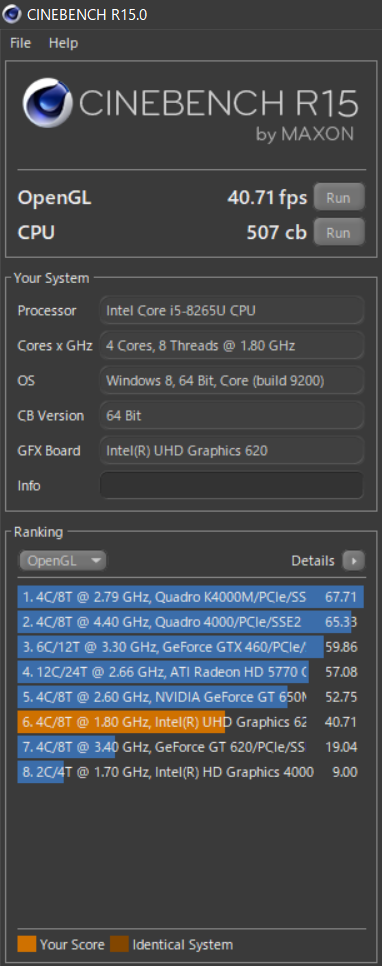 CINEBENCH R15.0
File Help
CINEBENCH R15
by MAXON
OpenGL 40.71 fps Run
CPU 507 cb Run
Your System
Processor Intel Core i5-8265U CPU
Cores x GHz 4 Cores, 8 Threads @ 1.80 GHz
OS Windows 8, 64 Bit, Core (build 9200)
CB Version 64 Bit
GFX Board Intel(R) UHD Graphics 620
Info
Ranking
OpenGL Details
1. 4C/8T @ 2.79 GHz, Quadro K4000M/PCIe/SS 67.71
2. 4C/8T @ 4.40 GHz, Quadro 4000/PCIe/SSE2 65.33
3. 6C/12T @ 3.30 GHz, GeForce GTX 460/PCIe/ 59.86
4. 12C/24T @ 2.66 GHz, ATI Radeon HD 5770 57.08
5. 4C/8T @ 2.60 GHz, NVIDIA GeForce GT 650M 52.75
6. 4C/8T @ 1.80 GHz, Intel(R) UHD Graphics 62 40.71
7. 4C/8T @ 3.40 GHz, GeForce GT 620/PCIe/SS 19.04
8. 2C/4T @ 1.70 GHz, Intel(R) HD Graphics 4000 9.00
Your Score Identical System